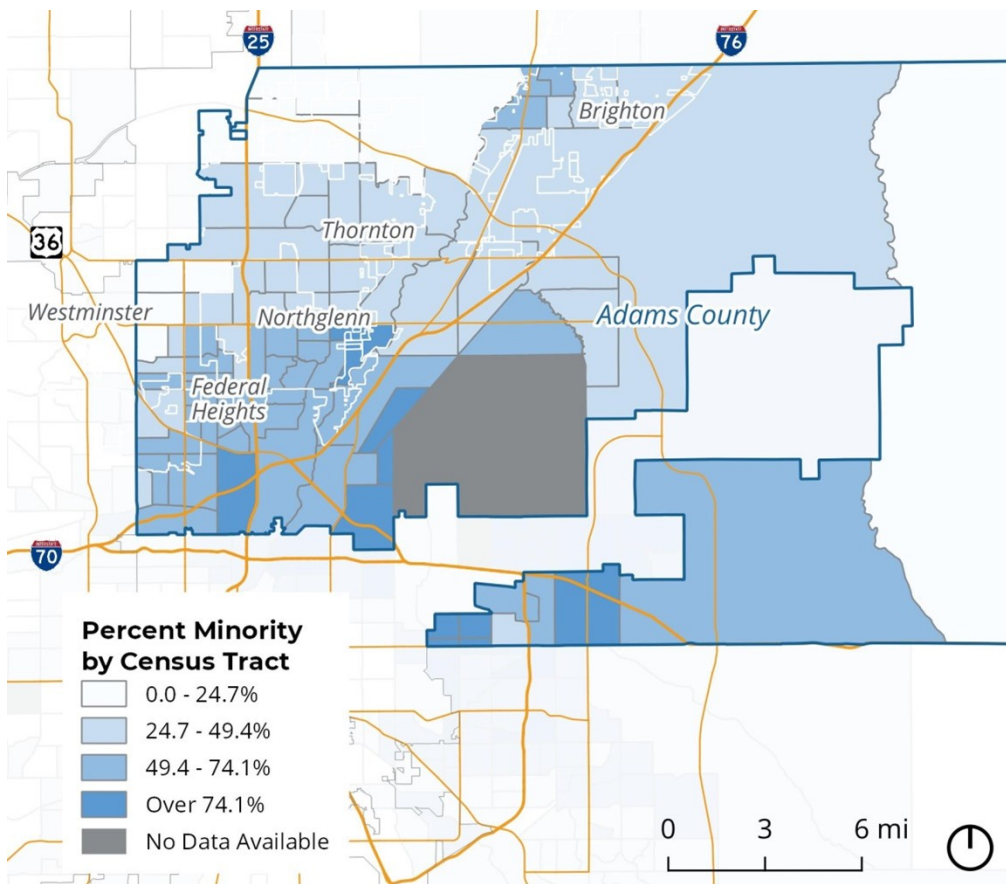 25
76
Brighton
Thornton
36
Westminster
Northglenn
Adams County
Federal
Heights
70
Percent Minority
by Census Tract
0.0 - 24.7%
24.7 - 49.4%
49.4 - 74.1%
Over 74.1%
No Data Available
0 3 6 mi